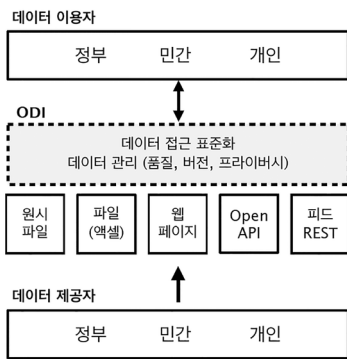 데이터 이용자
정부 민간 개인
ODI
데이터 접근 표준화
데이터 관리 (품질, 버전, 프라이버시)
원시
파일
파일
(액셀)
웹
페이지
Open
API
피드
REST
데이터 제공자
정부 민간 개인